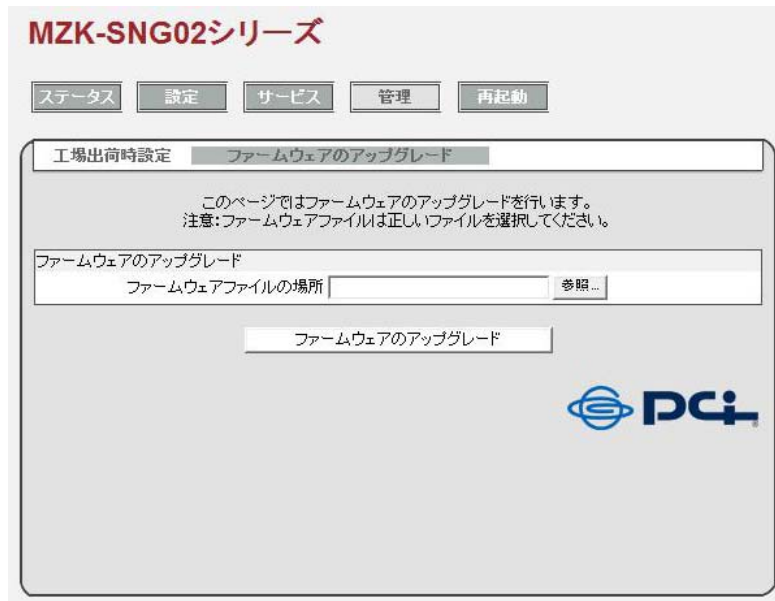 MZK-SNG02シリーズ
ステータス 設定 サービス 管理 再起動
工場出荷時設定 ファームウェアのアップグレード
このページではファームウェアのアップグレードを行います。
注意:ファームウェアファイルは正しいファイルを選択してください。
ファームウェアのアップグレード
ファームウェアファイルの場所 参照...
ファームウェアのアップグレード
PCi